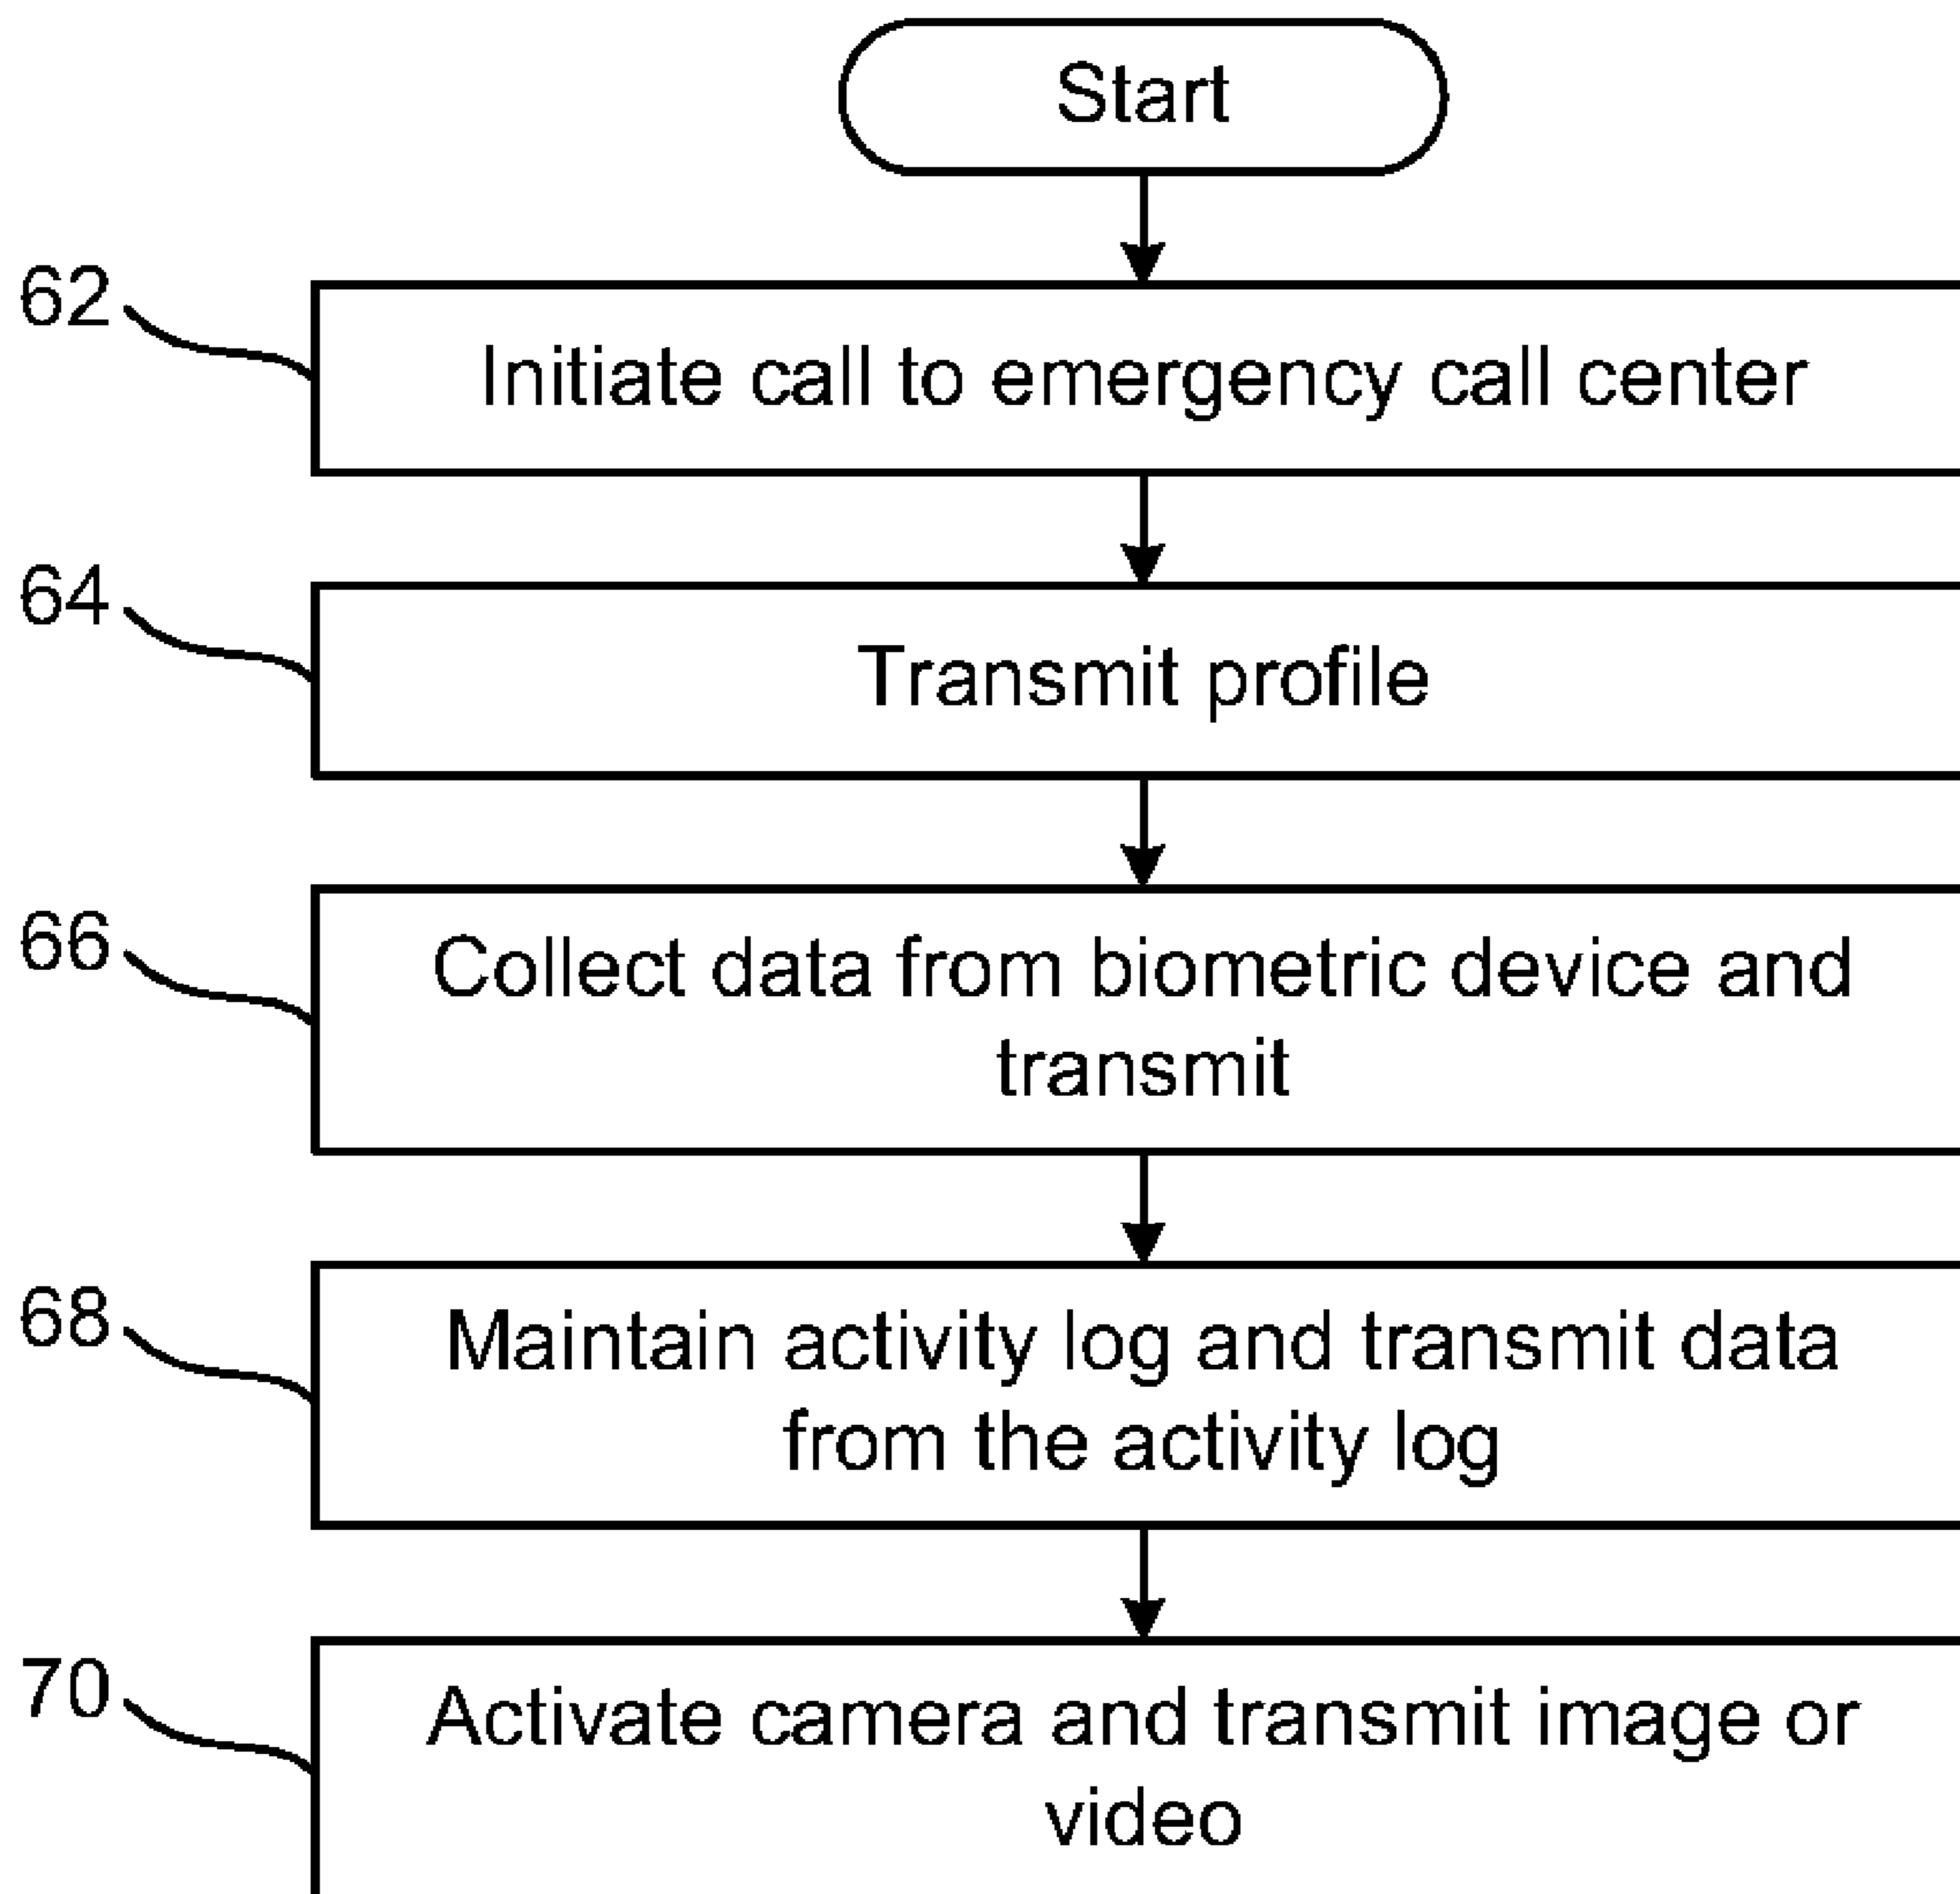 Start
62
Initiate call to emergency call center
64
Transmit profile
66
Collect data from biometric device and
transmit
68
Maintain activity log and transmit data
from the activity log
70
Activate camera and transmit image or
video